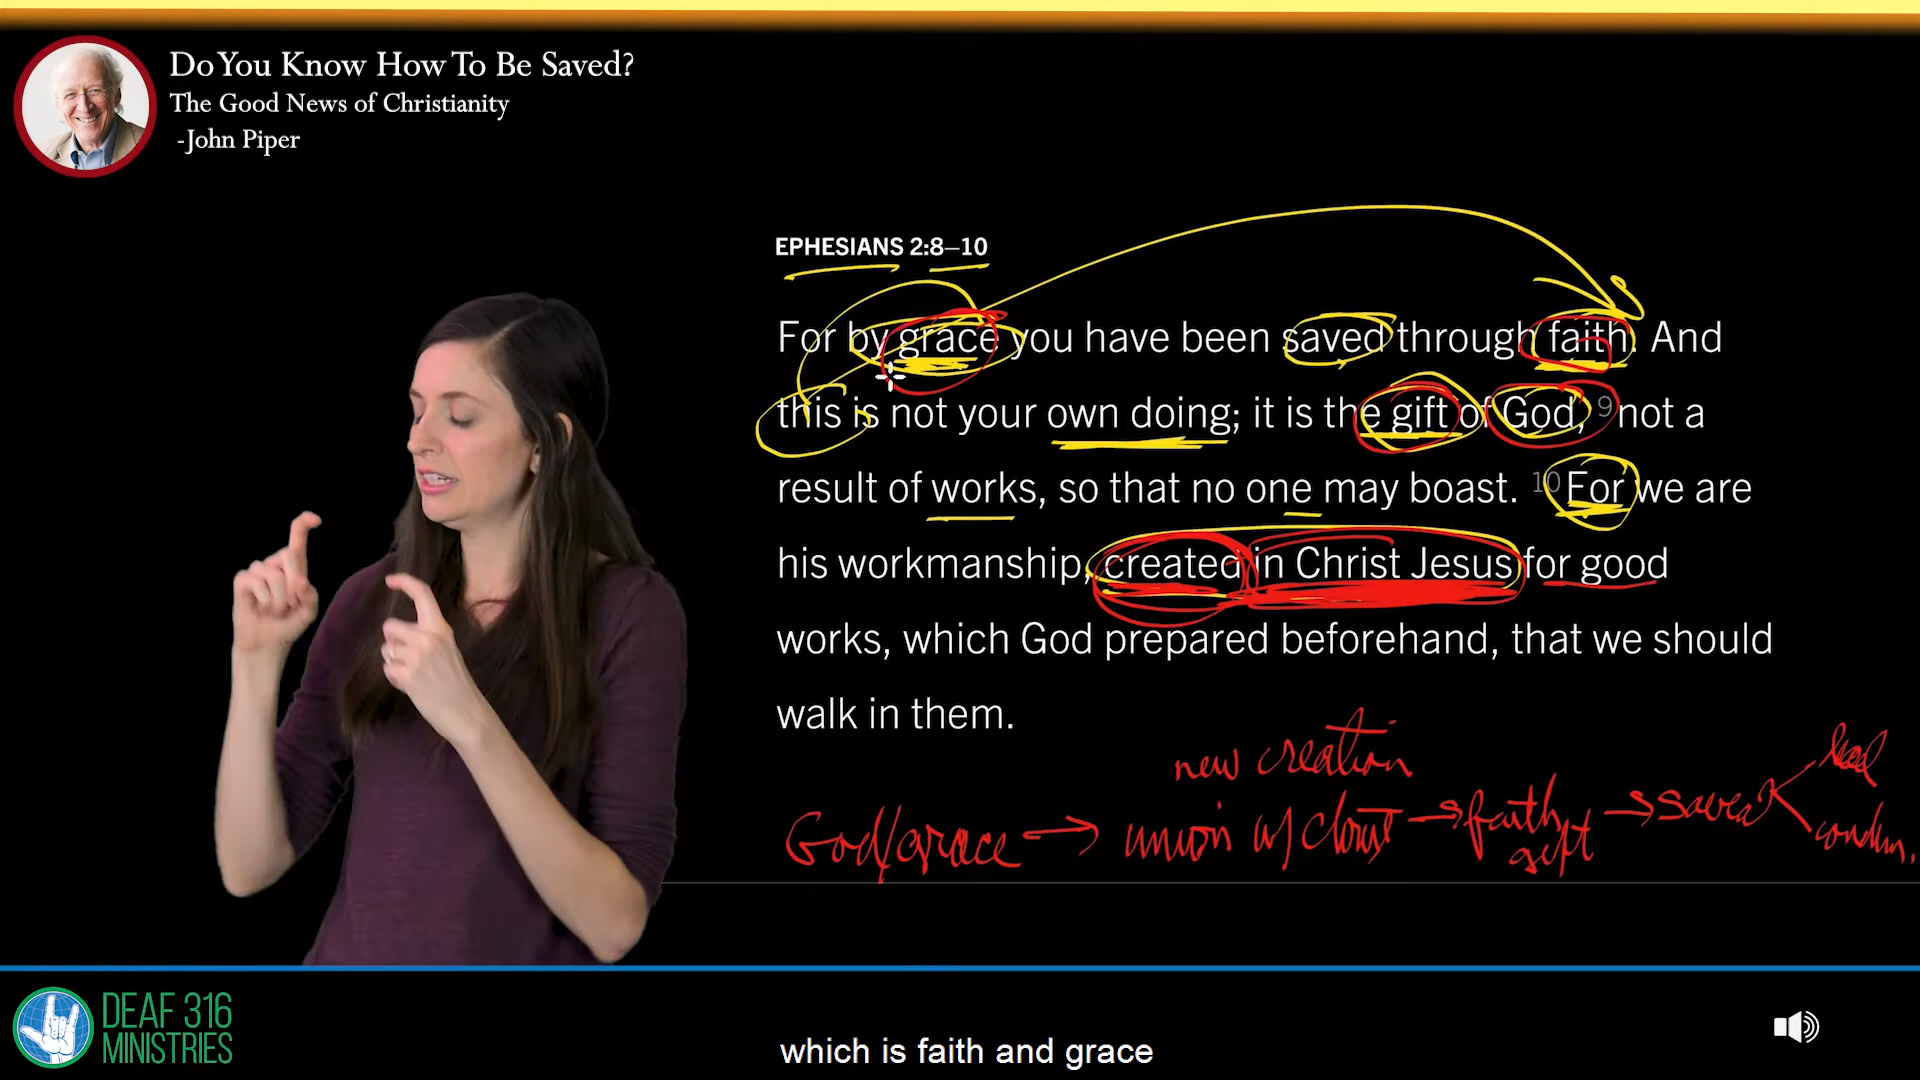 Do You Know How To Be Saved?
The Good News of Christianity
-John Piper
EPHESIANS 2:8–10
For by grace you have been saved through faith. And
this is not your own doing; it is the gift of God, 9 not a
result of works, so that no one may boast. 10 For we are
his workmanship, created in Christ Jesus for good
works, which God prepared beforehand, that we should
walk in them.
new creation
God/grace → union w/ Christ → faith → saved
gift
DEAF 316
MINISTRIES
which is faith and grace